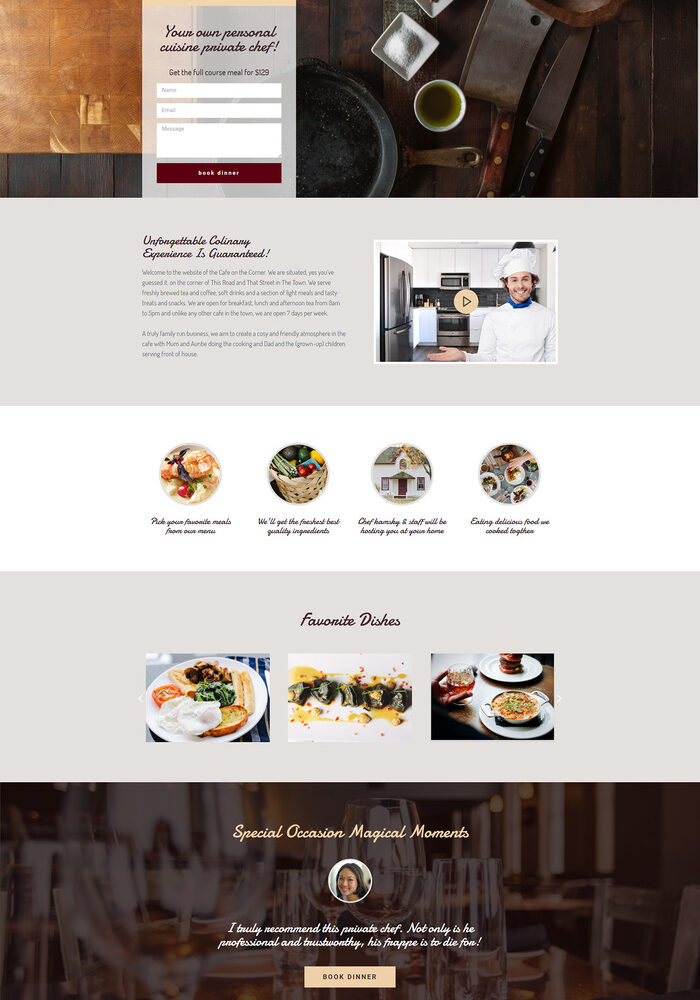 Your own personal
cuisine private chef!
Get the full course meal for $129
Name
Email
Message
book dinner
Unforgettable Colinary
Experience Is Guaranteed!
Welcome to the website of the Cafe on the Corner. We are situated, yes you've
guessed it, on the corner of This Road and That Street in The Town. We serve
freshly brewed tea and coffee, soft drinks and a section of light meals and tasty
treats and snacks. We are open for breakfast, lunch and afternoon tea from 8am
to 5pm and unlike any other cafe in the town, we are open 7 days per week.
A truly family run business, we aim to create a cosy and friendly atmosphere in the
cafe with Mum and Auntie doing the cooking and Dad and the (grown-up) children
serving front of house.
Pick your favorite meals
from our menu
We'll get the freshest best
quality ingredients
Chef kamsky & staff will be
hosting you at your home
Eating delicious food we
cooked togther
Favorite Dishes
Special Occasion Magical Moments
I truly recommend this private chef. Not only is he
professional and trustworthy, his frappe is to die for!
BOOK DINNER